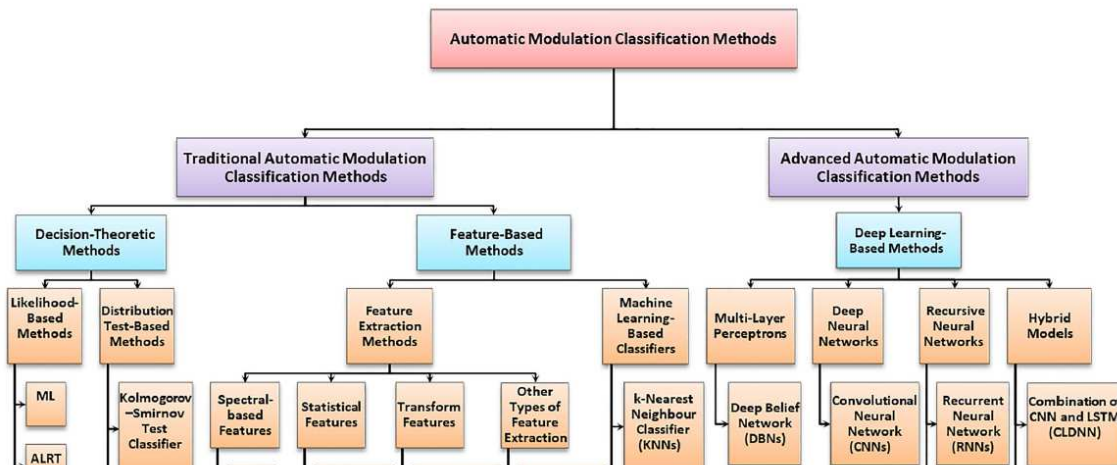 Automatic Modulation Classification Methods
Traditional Automatic Modulation
Classification Methods
Advanced Automatic Modulation
Classification Methods
Decision-Theoretic
Methods
Feature-Based
Methods
Deep Learning-
Based Methods
Likelihood-
Based
Methods
Distribution
Test-Based
Methods
Feature
Extraction
Methods
Machine
Learning-
Based
Classifiers
Multi-Layer
Perceptrons
Deep
Neural
Networks
Recursive
Neural
Networks
Hybrid
Models
ML
ALRT
Kolmogorov
–Smirnov
Test
Classifier
Spectral-
based
Features
Statistical
Features
Transform
Features
Other
Types of
Feature
Extraction
k-Nearest
Neighbour
Classifier
(KNNs)
Deep Belief
Network
(DBNs)
Convolutional
Neural
Network
(CNNs)
Recurrent
Neural
Network
(RNNs)
Combination of
CNN and LSTM
(CLDNN)